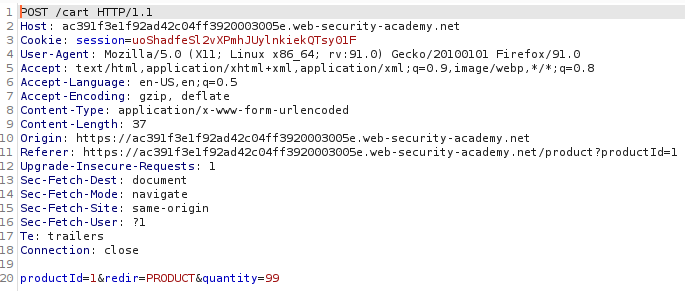 1 POST /cart HTTP/1.1
2 Host: ac391f3e1f92ad42c04ff3920003005e.web-security-academy.net
3 Cookie: session=uoShadfeSl2vXPmhJUylnkiekQTsy01F
4 User-Agent: Mozilla/5.0 (X11; Linux x86_64; rv:91.0) Gecko/20100101 Firefox/91.0
5 Accept: text/html,application/xhtml+xml,application/xml;q=0.9,image/webp,*/*;q=0.8
6 Accept-Language: en-US,en;q=0.5
7 Accept-Encoding: gzip, deflate
8 Content-Type: application/x-www-form-urlencoded
9 Content-Length: 37
10 Origin: https://ac391f3e1f92ad42c04ff3920003005e.web-security-academy.net
11 Referer: https://ac391f3e1f92ad42c04ff3920003005e.web-security-academy.net/product?productId=1
12 Upgrade-Insecure-Requests: 1
13 Sec-Fetch-Dest: document
14 Sec-Fetch-Mode: navigate
15 Sec-Fetch-Site: same-origin
16 Sec-Fetch-User: ?1
17 Te: trailers
18 Connection: close
19
20 productId=1&redir=PRODUCT&quantity=99